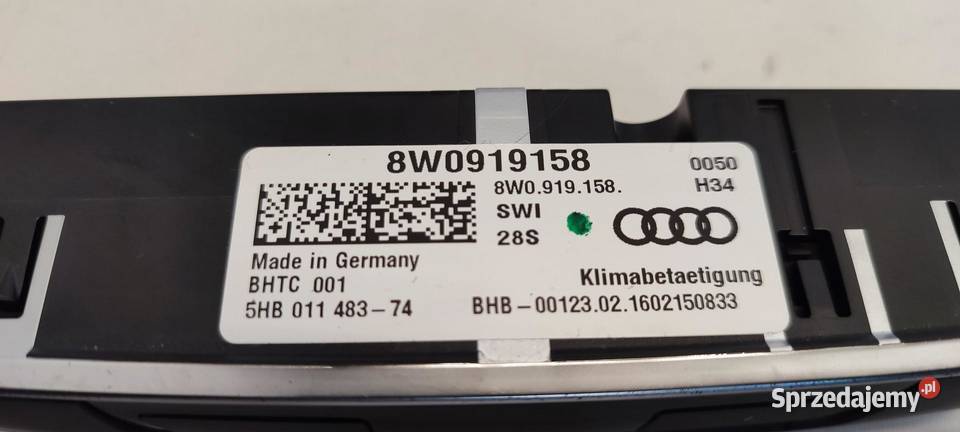 8W0919158
8W0.919.158.
0050
H34
SWI
28S
Made in Germany
BHTC 001
5HB 011 483-74
Klimabetaetigung
BHB-00123.02.1602150833
Sprzedajemy.pl